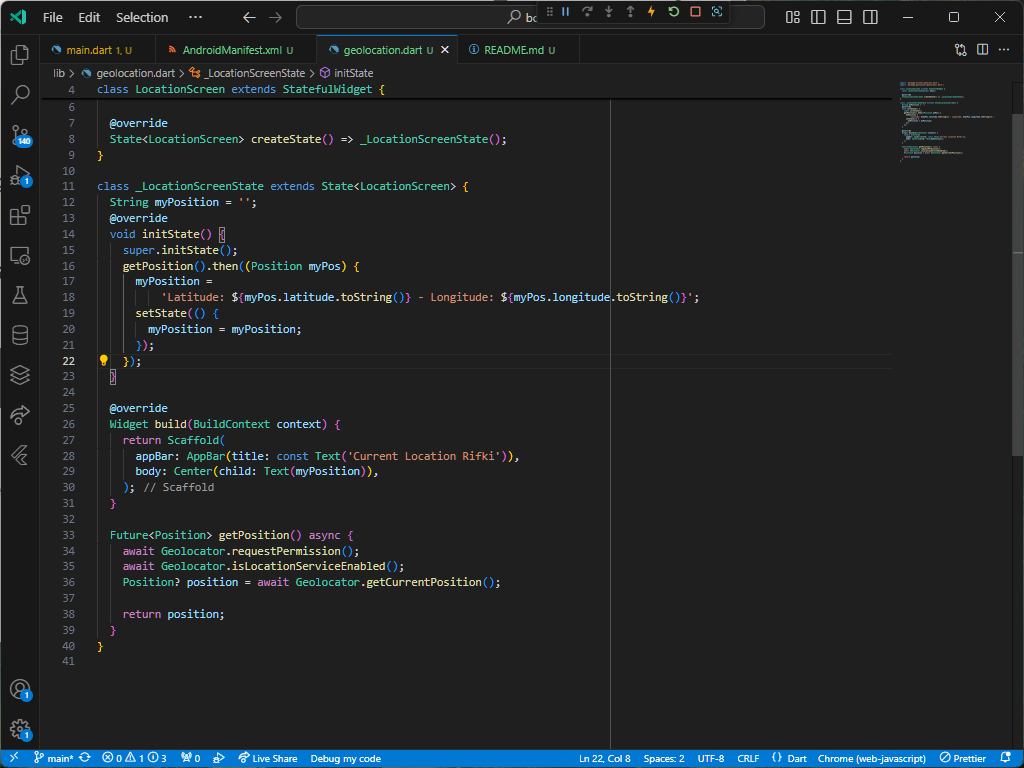 File Edit Selection ··· bo
main.dart 1, U AndroidManifest.xml U geolocation.dart U README.md U
lib > geolocation.dart > _LocationScreenState > initState
4 class LocationScreen extends StatefulWidget {
6
7 @override
8 State<LocationScreen> createState() => _LocationScreenState();
9 }
10
11 class _LocationScreenState extends State<LocationScreen> {
12 String myPosition = '';
13 @override
14 void initState() {
15 super.initState();
16 getPosition().then((Position myPos) {
17 myPosition =
18 'Latitude: ${myPos.latitude.toString()} - Longitude: ${myPos.longitude.toString()}';
19 setState(() {
20 myPosition = myPosition;
21 });
22 });
23 }
24
25 @override
26 Widget build(BuildContext context) {
27 return Scaffold(
28 appBar: AppBar(title: const Text('Current Location Rifki')),
29 body: Center(child: Text(myPosition)),
30 ); // Scaffold
31 }
32
33 Future<Position> getPosition() async {
34 await Geolocator.requestPermission();
35 await Geolocator.isLocationServiceEnabled();
36 Position? position = await Geolocator.getCurrentPosition();
37
38 return position;
39 }
40 }
41
140
1
1
1
main* 0 1 3 0 Live Share Debug my code Ln 22, Col 8 Spaces: 2 UTF-8 CRLF { } Dart Chrome (web-javascript) Prettier